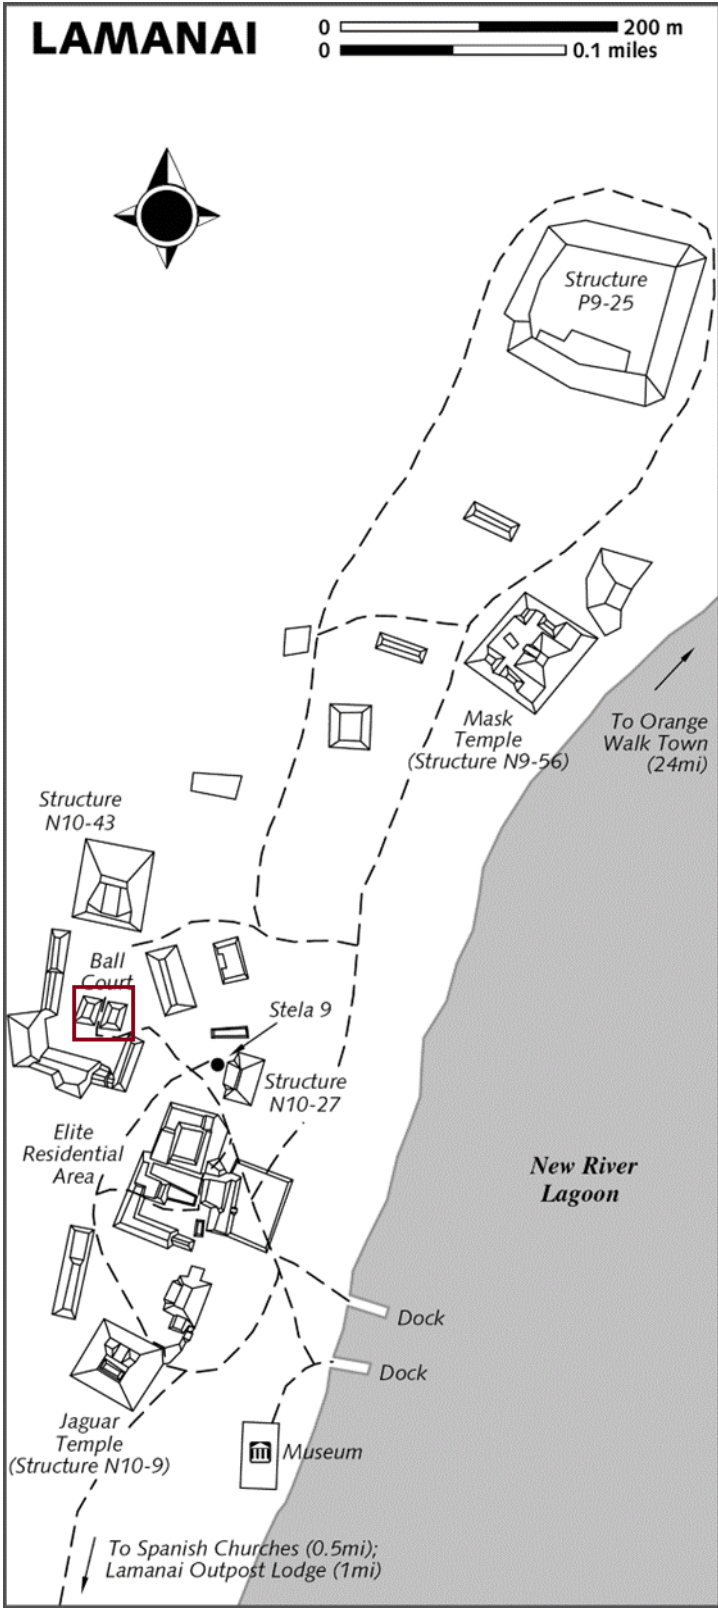 LAMANAI
0 200 m
0 0.1 miles
Structure
P9-25
Mask
Temple
(Structure N9-56)
To Orange
Walk Town
(24mi)
Structure
N10-43
Ball
Court
Stela 9
Structure
N10-27
Elite
Residential
Area
New River
Lagoon
Dock
Dock
Jaguar
Temple
(Structure N10-9)
Museum
To Spanish Churches (0.5mi);
Lamanai Outpost Lodge (1mi)